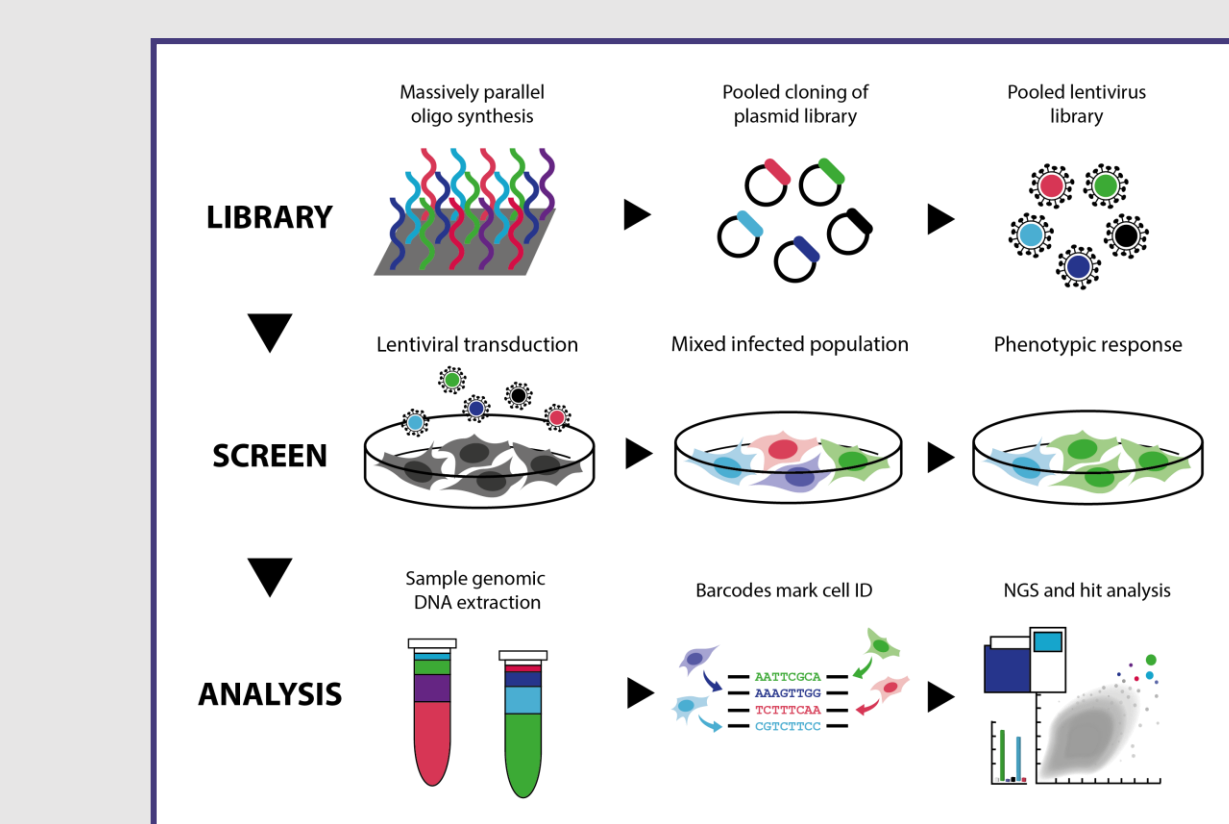 Massively parallel
oligo synthesis
Pooled cloning of
plasmid library
Pooled lentivirus
library
LIBRARY
Lentiviral transduction
Mixed infected population
Phenotypic response
SCREEN
Sample genomic
DNA extraction
Barcodes mark cell ID
NGS and hit analysis
ANALYSIS
AATTCGCA
AAAGTTGG
TCTTTCAA
CGTCTTCC